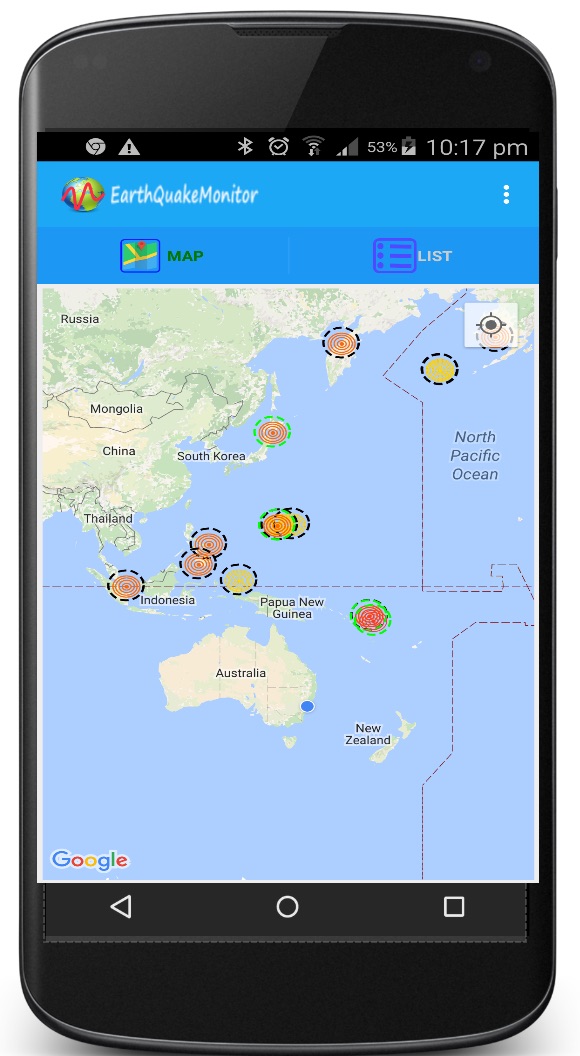 53% 10:17 pm
EarthQuakeMonitor
MAP
LIST
Russia
Mongolia
China
South Korea
North
Pacific
Ocean
Thailand
Indonesia
Papua New
Guinea
Australia
New
Zealand
Google